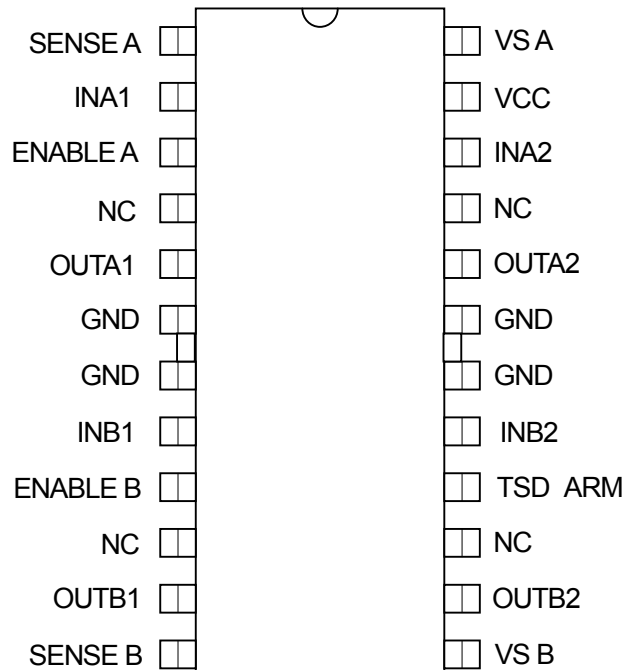 SENSE A VS A
INA1 VCC
ENABLE A INA2
NC NC
OUTA1 OUTA2
GND GND
GND GND
INB1 INB2
ENABLE B TSD ARM
NC NC
OUTB1 OUTB2
SENSE B VS B